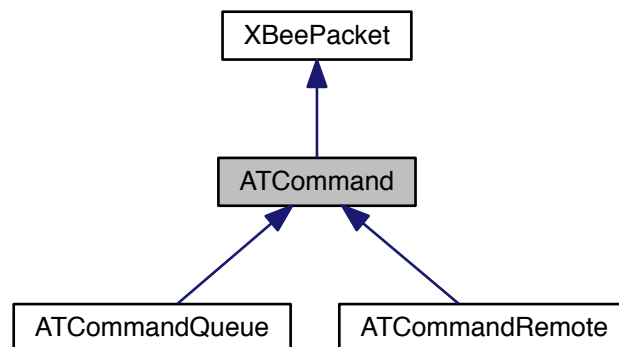 XBeePacket
ATCommand
ATCommandQueue
ATCommandRemote